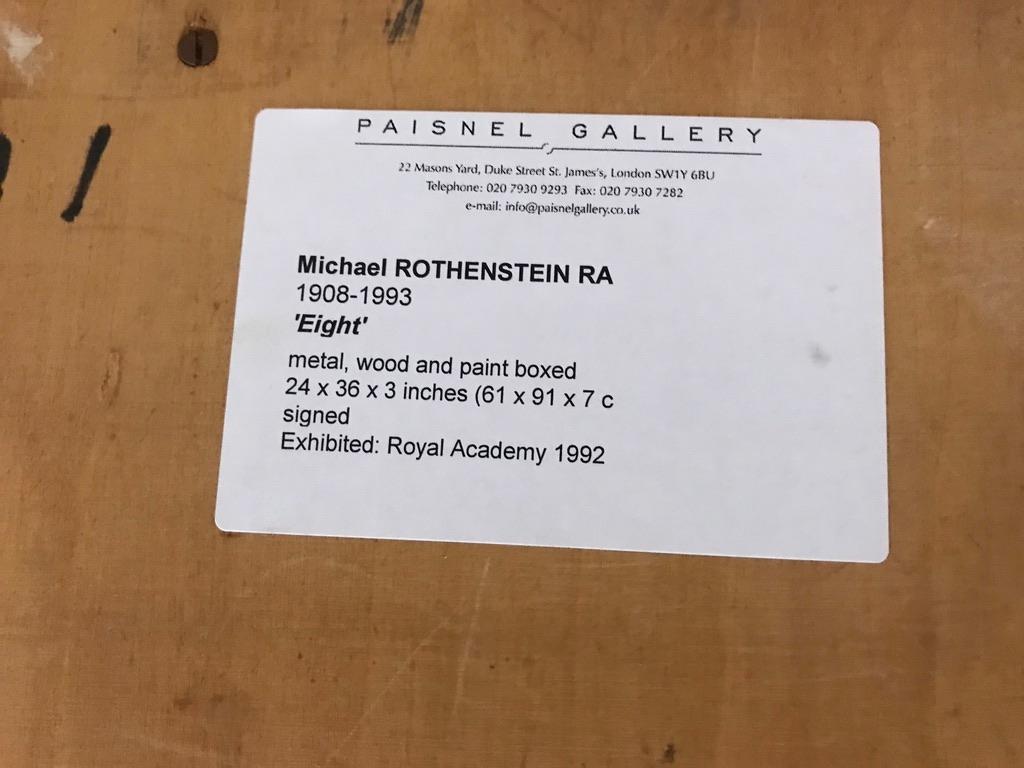 PAISNEL GALLERY
22 Masons Yard, Duke Street St. James's, London SW1Y 6BU
Telephone: 020 7930 9293 Fax: 020 7930 7282
e-mail: info@paisnelgallery.co.uk
Michael ROTHENSTEIN RA
1908-1993
'Eight'
metal, wood and paint boxed
24 x 36 x 3 inches (61 x 91 x 7 c
signed
Exhibited: Royal Academy 1992